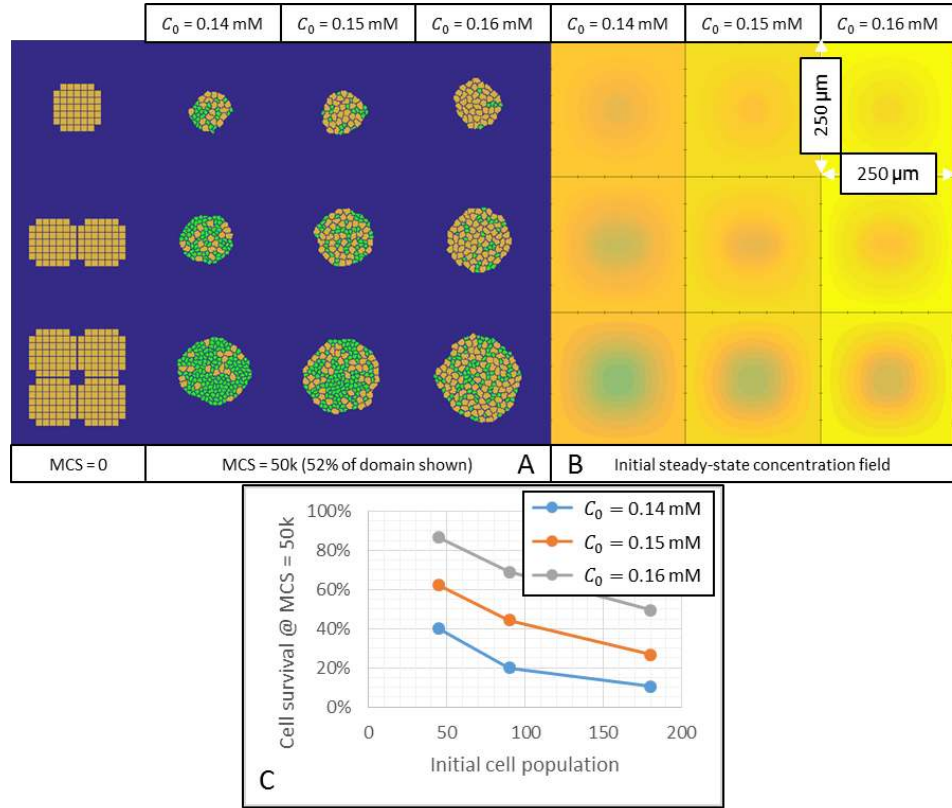 C₀ = 0.14 mM C₀ = 0.15 mM C₀ = 0.16 mM C₀ = 0.14 mM C₀ = 0.15 mM C₀ = 0.16 mM
250 µm
250 µm
MCS = 0 MCS = 50k (52% of domain shown) A B Initial steady-state concentration field
C₀ = 0.14 mM
C₀ = 0.15 mM
C₀ = 0.16 mM
Cell survival @ MCS = 50k
100%
80%
60%
40%
20%
0%
0 50 100 150 200
Initial cell population
C